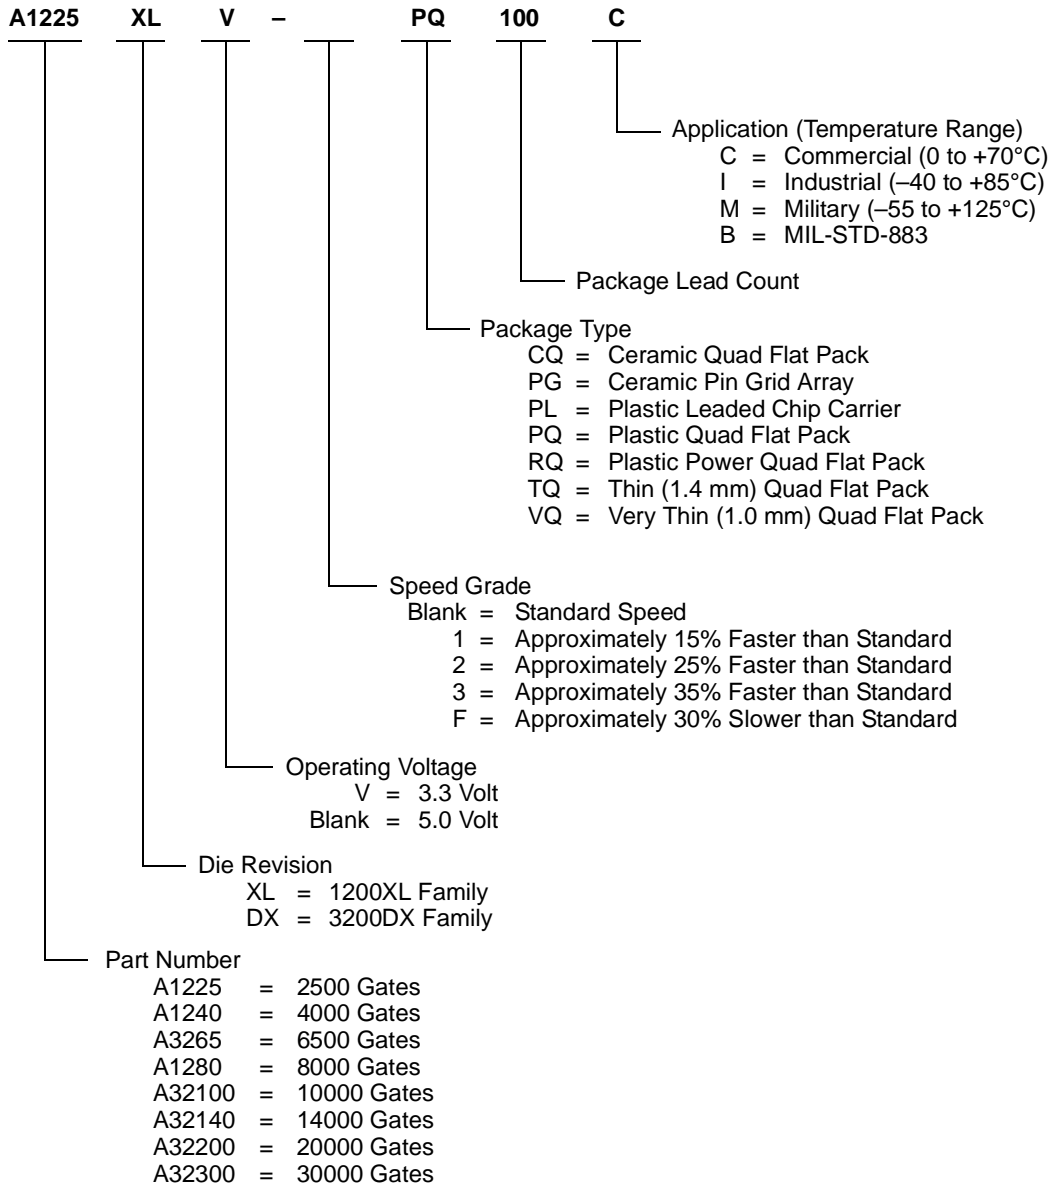 A1225 XL V – PQ 100 C
Application (Temperature Range)
C = Commercial (0 to +70°C)
I = Industrial (–40 to +85°C)
M = Military (–55 to +125°C)
B = MIL-STD-883
Package Lead Count
Package Type
CQ = Ceramic Quad Flat Pack
PG = Ceramic Pin Grid Array
PL = Plastic Leaded Chip Carrier
PQ = Plastic Quad Flat Pack
RQ = Plastic Power Quad Flat Pack
TQ = Thin (1.4 mm) Quad Flat Pack
VQ = Very Thin (1.0 mm) Quad Flat Pack
Speed Grade
Blank = Standard Speed
1 = Approximately 15% Faster than Standard
2 = Approximately 25% Faster than Standard
3 = Approximately 35% Faster than Standard
F = Approximately 30% Slower than Standard
Operating Voltage
V = 3.3 Volt
Blank = 5.0 Volt
Die Revision
XL = 1200XL Family
DX = 3200DX Family
Part Number
A1225 = 2500 Gates
A1240 = 4000 Gates
A3265 = 6500 Gates
A1280 = 8000 Gates
A32100 = 10000 Gates
A32140 = 14000 Gates
A32200 = 20000 Gates
A32300 = 30000 Gates